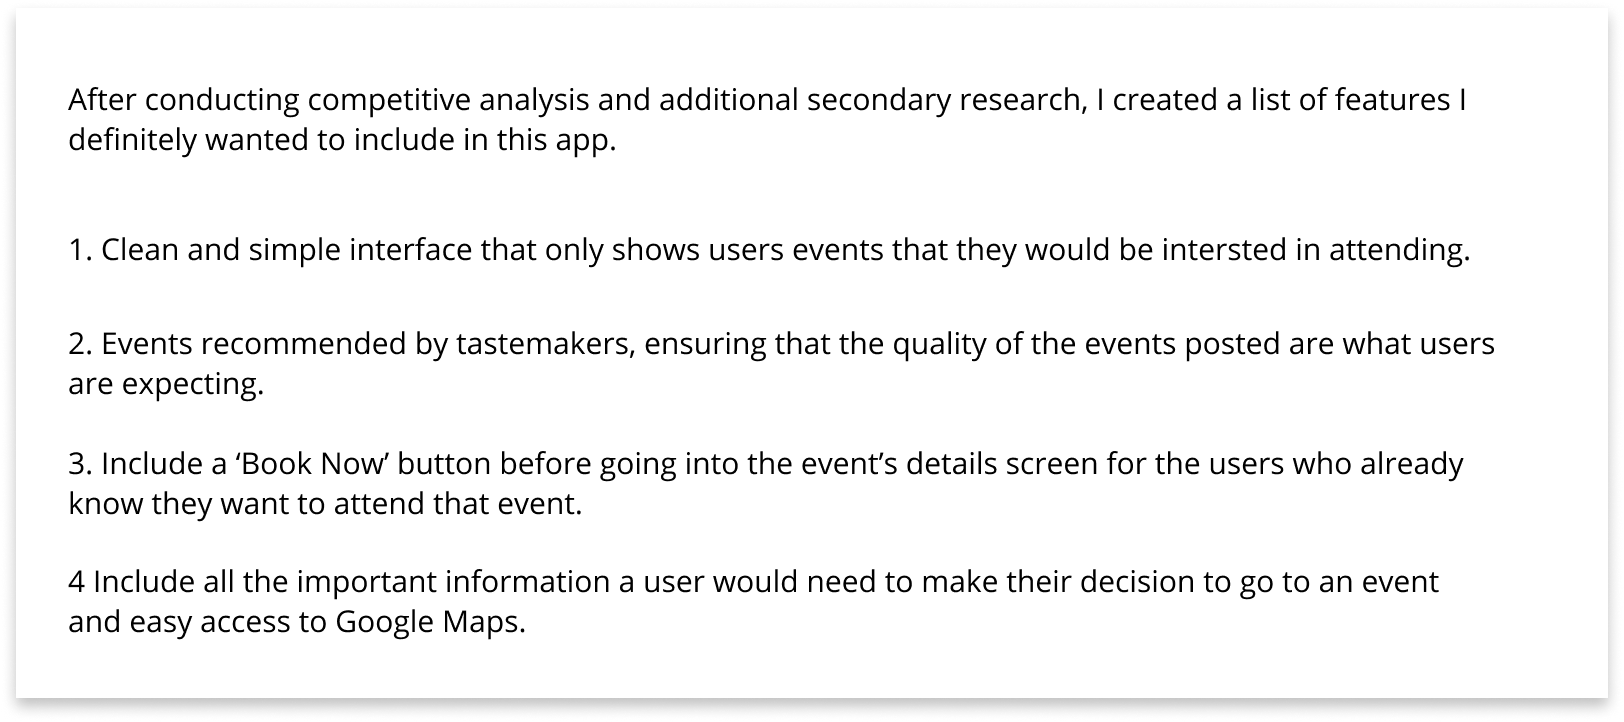 After conducting competitive analysis and additional secondary research, I created a list of features I
definitely wanted to include in this app.
1. Clean and simple interface that only shows users events that they would be intersted in attending.
2. Events recommended by tastemakers, ensuring that the quality of the events posted are what users
are expecting.
3. Include a ‘Book Now’ button before going into the event’s details screen for the users who already
know they want to attend that event.
4 Include all the important information a user would need to make their decision to go to an event
and easy access to Google Maps.